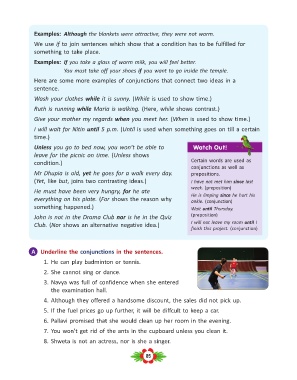 Examples: Although the blankets were attractive, they were not warm.
We use if to join sentences which show that a condition has to be fulfilled for
something to take place.
Examples: If you take a glass of warm milk, you will feel better.
You must take off your shoes if you want to go inside the temple.
Here are some more examples of conjunctions that connect two ideas in a
sentence.
Wash your clothes while it is sunny. (While is used to show time.)
Ruth is running while Maria is walking. (Here, while shows contrast.)
Give your mother my regards when you meet her. (When is used to show time.)
I will wait for Nitin until 5 p.m. (Until is used when something goes on till a certain
time.)
Unless you go to bed now, you won't be able to
leave for the picnic on time. (Unless shows
condition.)
Mr Dhupia is old, yet he goes for a walk every day.
(Yet, like but, joins two contrasting ideas.)
He must have been very hungry, for he ate
everything on his plate. (For shows the reason why
something happened.)
John is not in the Drama Club nor is he in the Quiz
Club. (Nor shows an alternative negative idea.)
Watch Out!
Certain words are used as
conjunctions as well as
prepositions.
I have not met him since last
week. (preposition)
He is limping since he hurt his
ankle. (conjunction)
Wait until Thursday.
(preposition)
I will not leave my room until I
finish this project. (conjunction)
A Underline the conjunctions in the sentences.
1. He can play badminton or tennis.
2. She cannot sing or dance.
3. Navya was full of confidence when she entered
the examination hall.
4. Although they offered a handsome discount, the sales did not pick up.
5. If the fuel prices go up further, it will be difficult to keep a car.
6. Pallavi promised that she would clean up her room in the evening.
7. You won't get rid of the ants in the cupboard unless you clean it.
8. Shweta is not an actress, nor is she a singer.
85